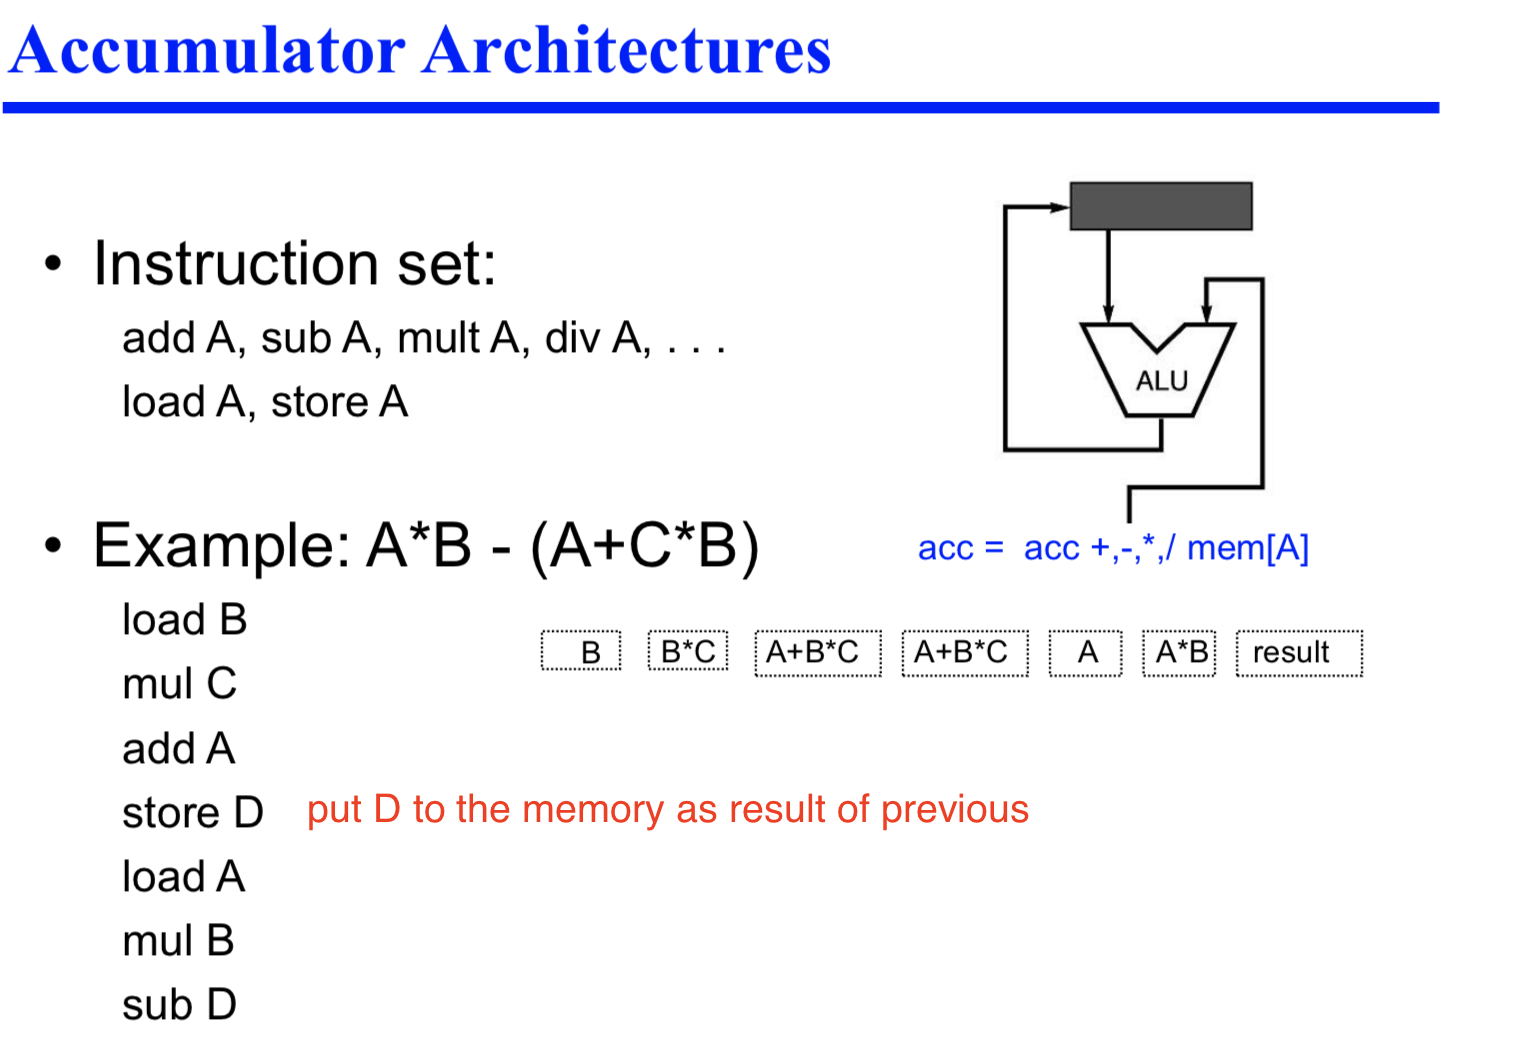 Accumulator Architectures
• Instruction set:
add A, sub A, mult A, div A, . . .
load A, store A
ALU
acc = acc +,-,*,/ mem[A]
• Example: A*B - (A+C*B)
load B
mul C
add A
store D put D to the memory as result of previous
load A
mul B
sub D
B B*C A+B*C A+B*C A A*B result